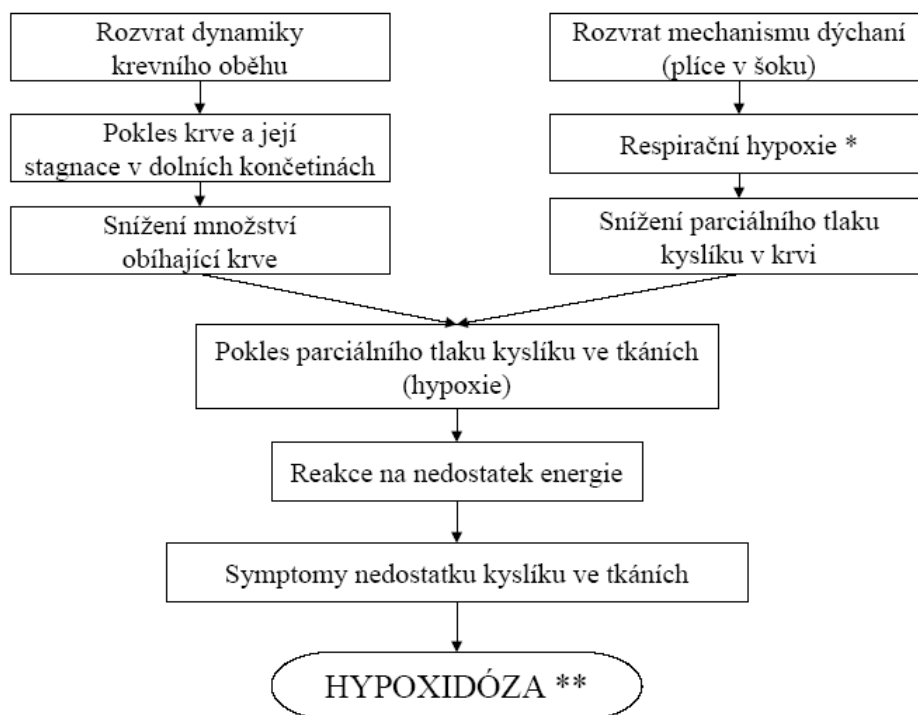 Rozvrat dynamiky
krevního oběhu
Rozvrat mechanismu dýchaní
(plíce v šoku)
Pokles krve a její
stagnace v dolních končetinách
Respirační hypoxie *
Snížení množství
obíhající krve
Snížení parciálního tlaku
kyslíku v krvi
Pokles parciálního tlaku kyslíku ve tkáních
(hypoxie)
Reakce na nedostatek energie
Symptomy nedostatku kyslíku ve tkáních
HYPOXIDÓZA **